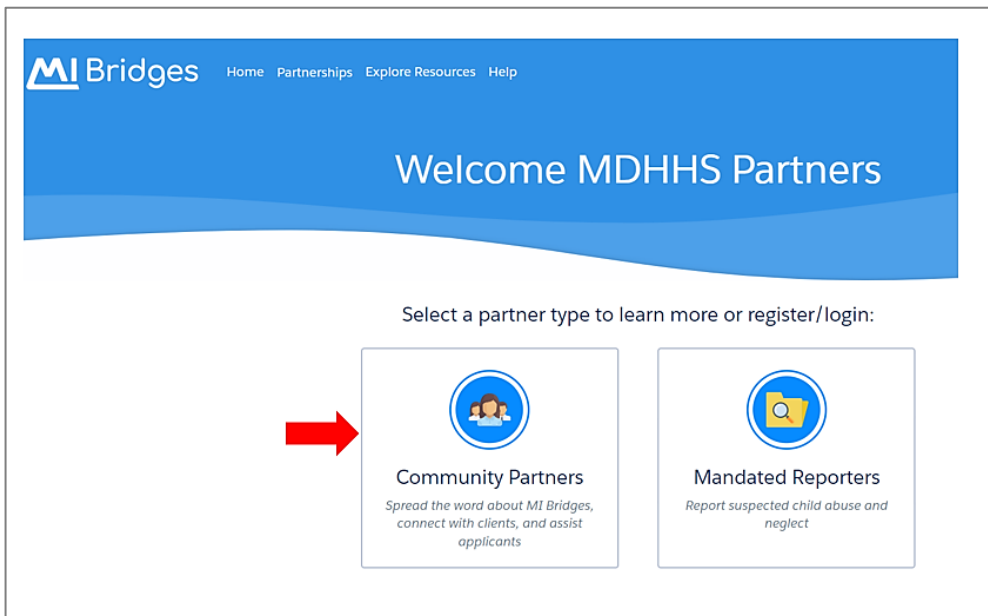 MI Bridges Home Partnerships Explore Resources Help
Welcome MDHHS Partners
Select a partner type to learn more or register/login:
Community Partners
Spread the word about MI Bridges,
connect with clients, and assist
applicants
Mandated Reporters
Report suspected child abuse and
neglect